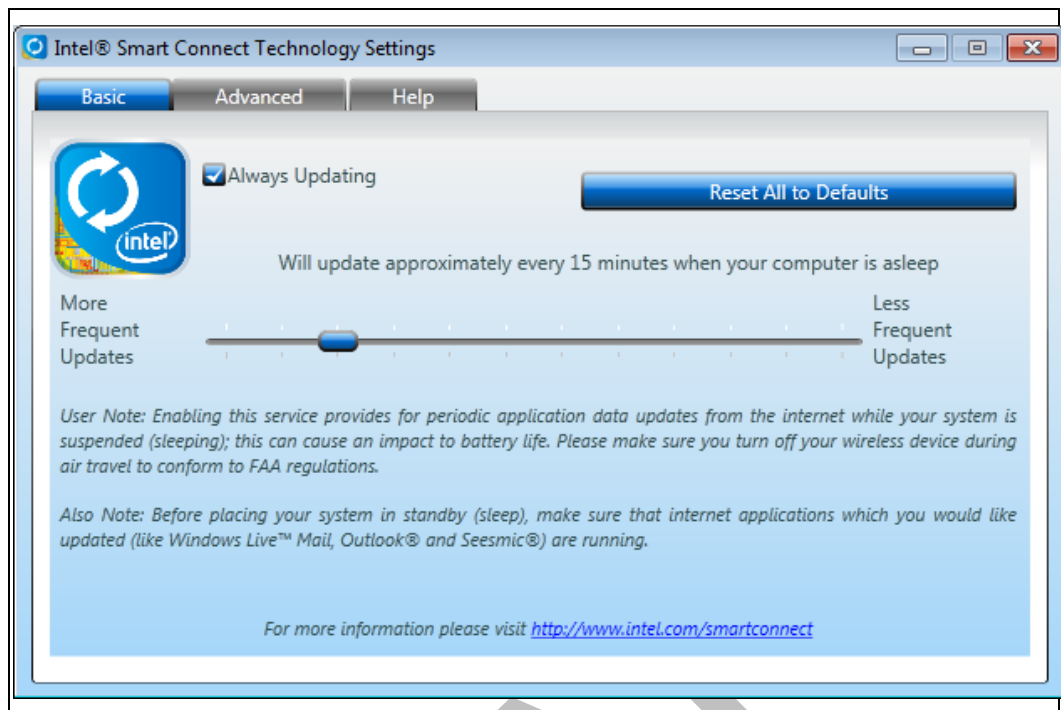 Intel® Smart Connect Technology Settings
Basic Advanced Help
Always Updating
Reset All to Defaults
intel
Will update approximately every 15 minutes when your computer is asleep
More
Frequent
Updates
Less
Frequent
Updates
User Note: Enabling this service provides for periodic application data updates from the internet while your system is
suspended (sleeping); this can cause an impact to battery life. Please make sure you turn off your wireless device during
air travel to conform to FAA regulations.
Also Note: Before placing your system in standby (sleep), make sure that internet applications which you would like
updated (like Windows Live™ Mail, Outlook® and Seesmic®) are running.
For more information please visit http://www.intel.com/smartconnect